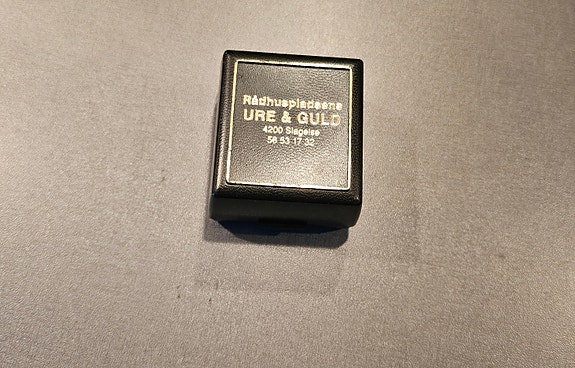 Rådhuspladsens
URE & GULD
4200 Slagelse
58 53 17 32